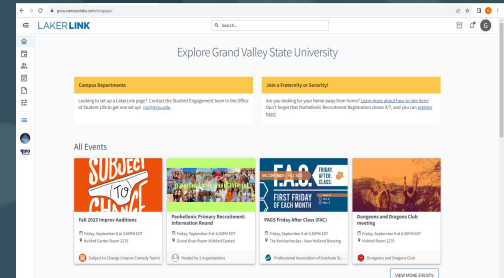 gvsu.campuslabs.com/engage/
LAKERLINK
Search...
G
Explore Grand Valley State University
Campus Departments
Looking to set up a LakerLink page? Contact the Student Engagement team in the Office
of Student Life to get one set up!
Join a Fraternity or Sorority!
Are you looking for your home away from home? Learn more about how to join here!
Don't forget that Panhellenic Recruitment Registration closes 9/7, and you can register
here!
All Events
SUBJECT
TO
CHANGE
Fall 2023 Improv Auditions
Friday, September 8 at 3:00PM EDT
Kirkhof Center Room 2270
Subject to Change (Improv Comedy Team)
Panhellenic Primary Recruitment
Information Round
Friday, September 8 at 4:30PM EDT
Grand River Room (Kirkhof Center)
Hosted by 2 organizations
F.A.C.
FRIDAY.
AFTER.
CLASS.
FIRST FRIDAY
OF EACH MONTH
PAGS Friday After Class (FAC)
Friday, September 8 at 4:30PM EDT
The Knickerbocker - New Holland Brewing
Professional Association of Graduate St...
Dungeons and Dragons Club
meeting
Friday, September 8 at 6:00PM EDT
Kirkhof Room 2270
Dungeons and Dragons Club
VIEW MORE EVENTS